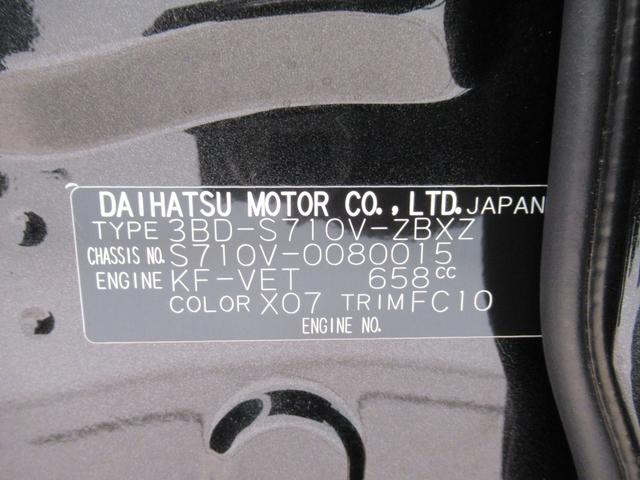 DAIHATSU MOTOR CO.,LTD. JAPAN
TYPE 3BD-S710V-ZBXZ
CHASSIS NO. S710V-0080015
ENGINE KF-VET 658cc
COLOR X07 TRIM FC10
ENGINE NO.